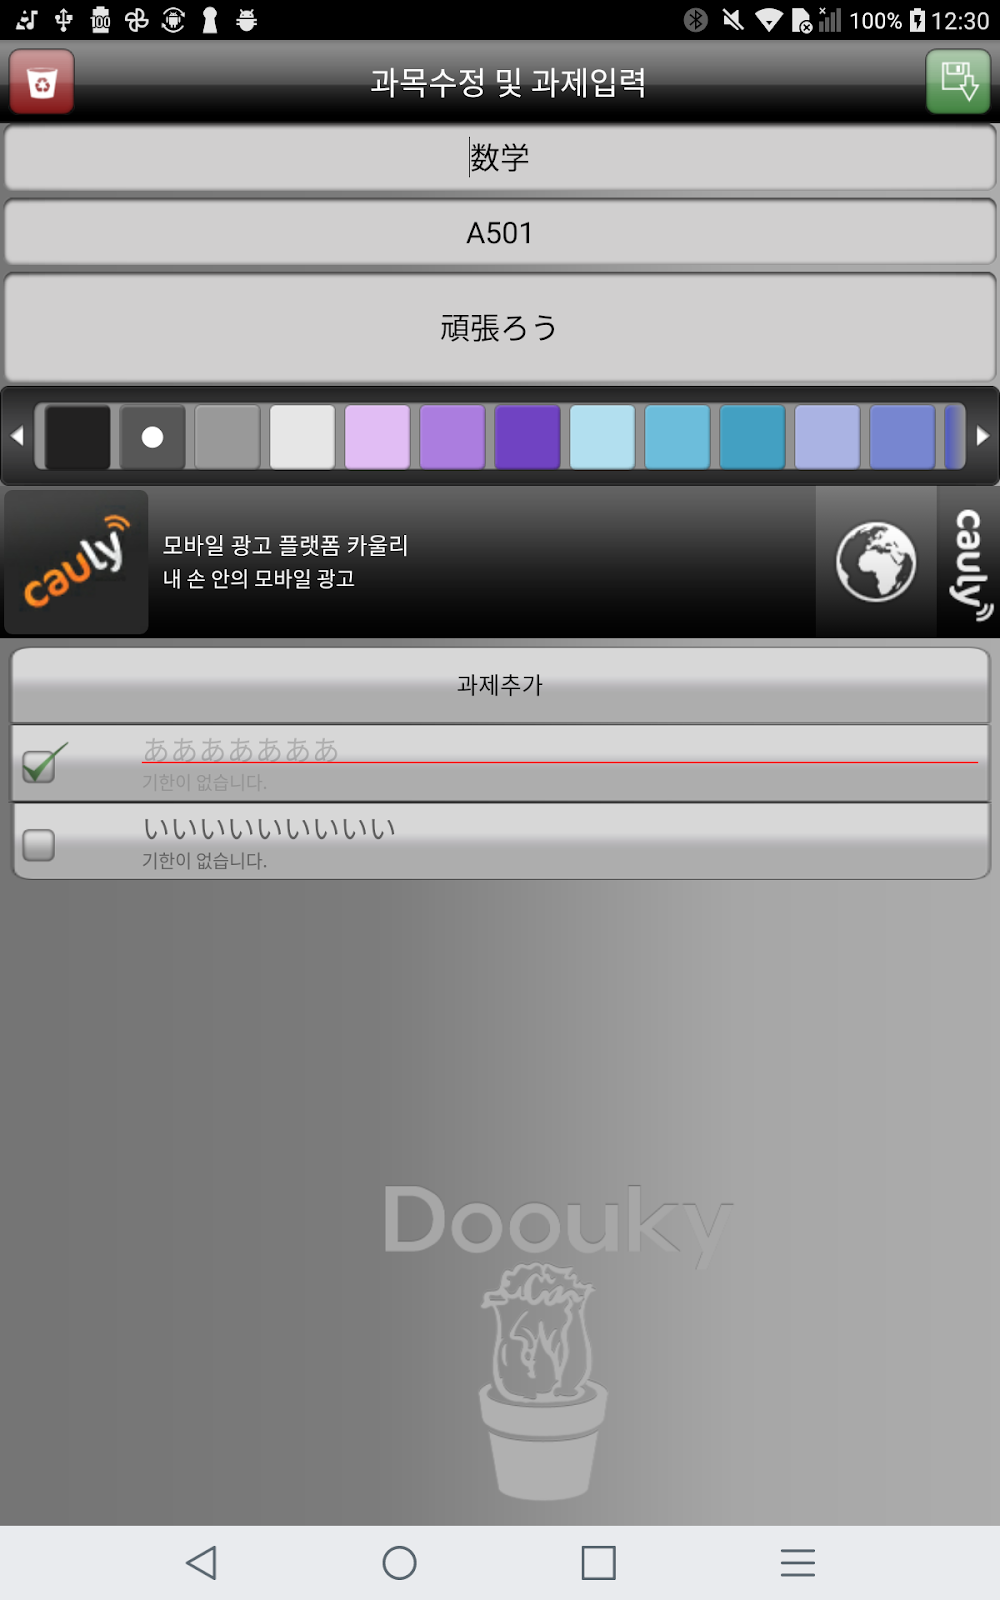 100
100% 12:30
과목수정 및 과제입력
数学
A501
頑張ろう
cauly
모바일 광고 플랫폼 카울리
내 손 안의 모바일 광고
cauly
과제추가
あああああああ
기한이 없습니다.
いいいいいいいいい
기한이 없습니다.
Doouky